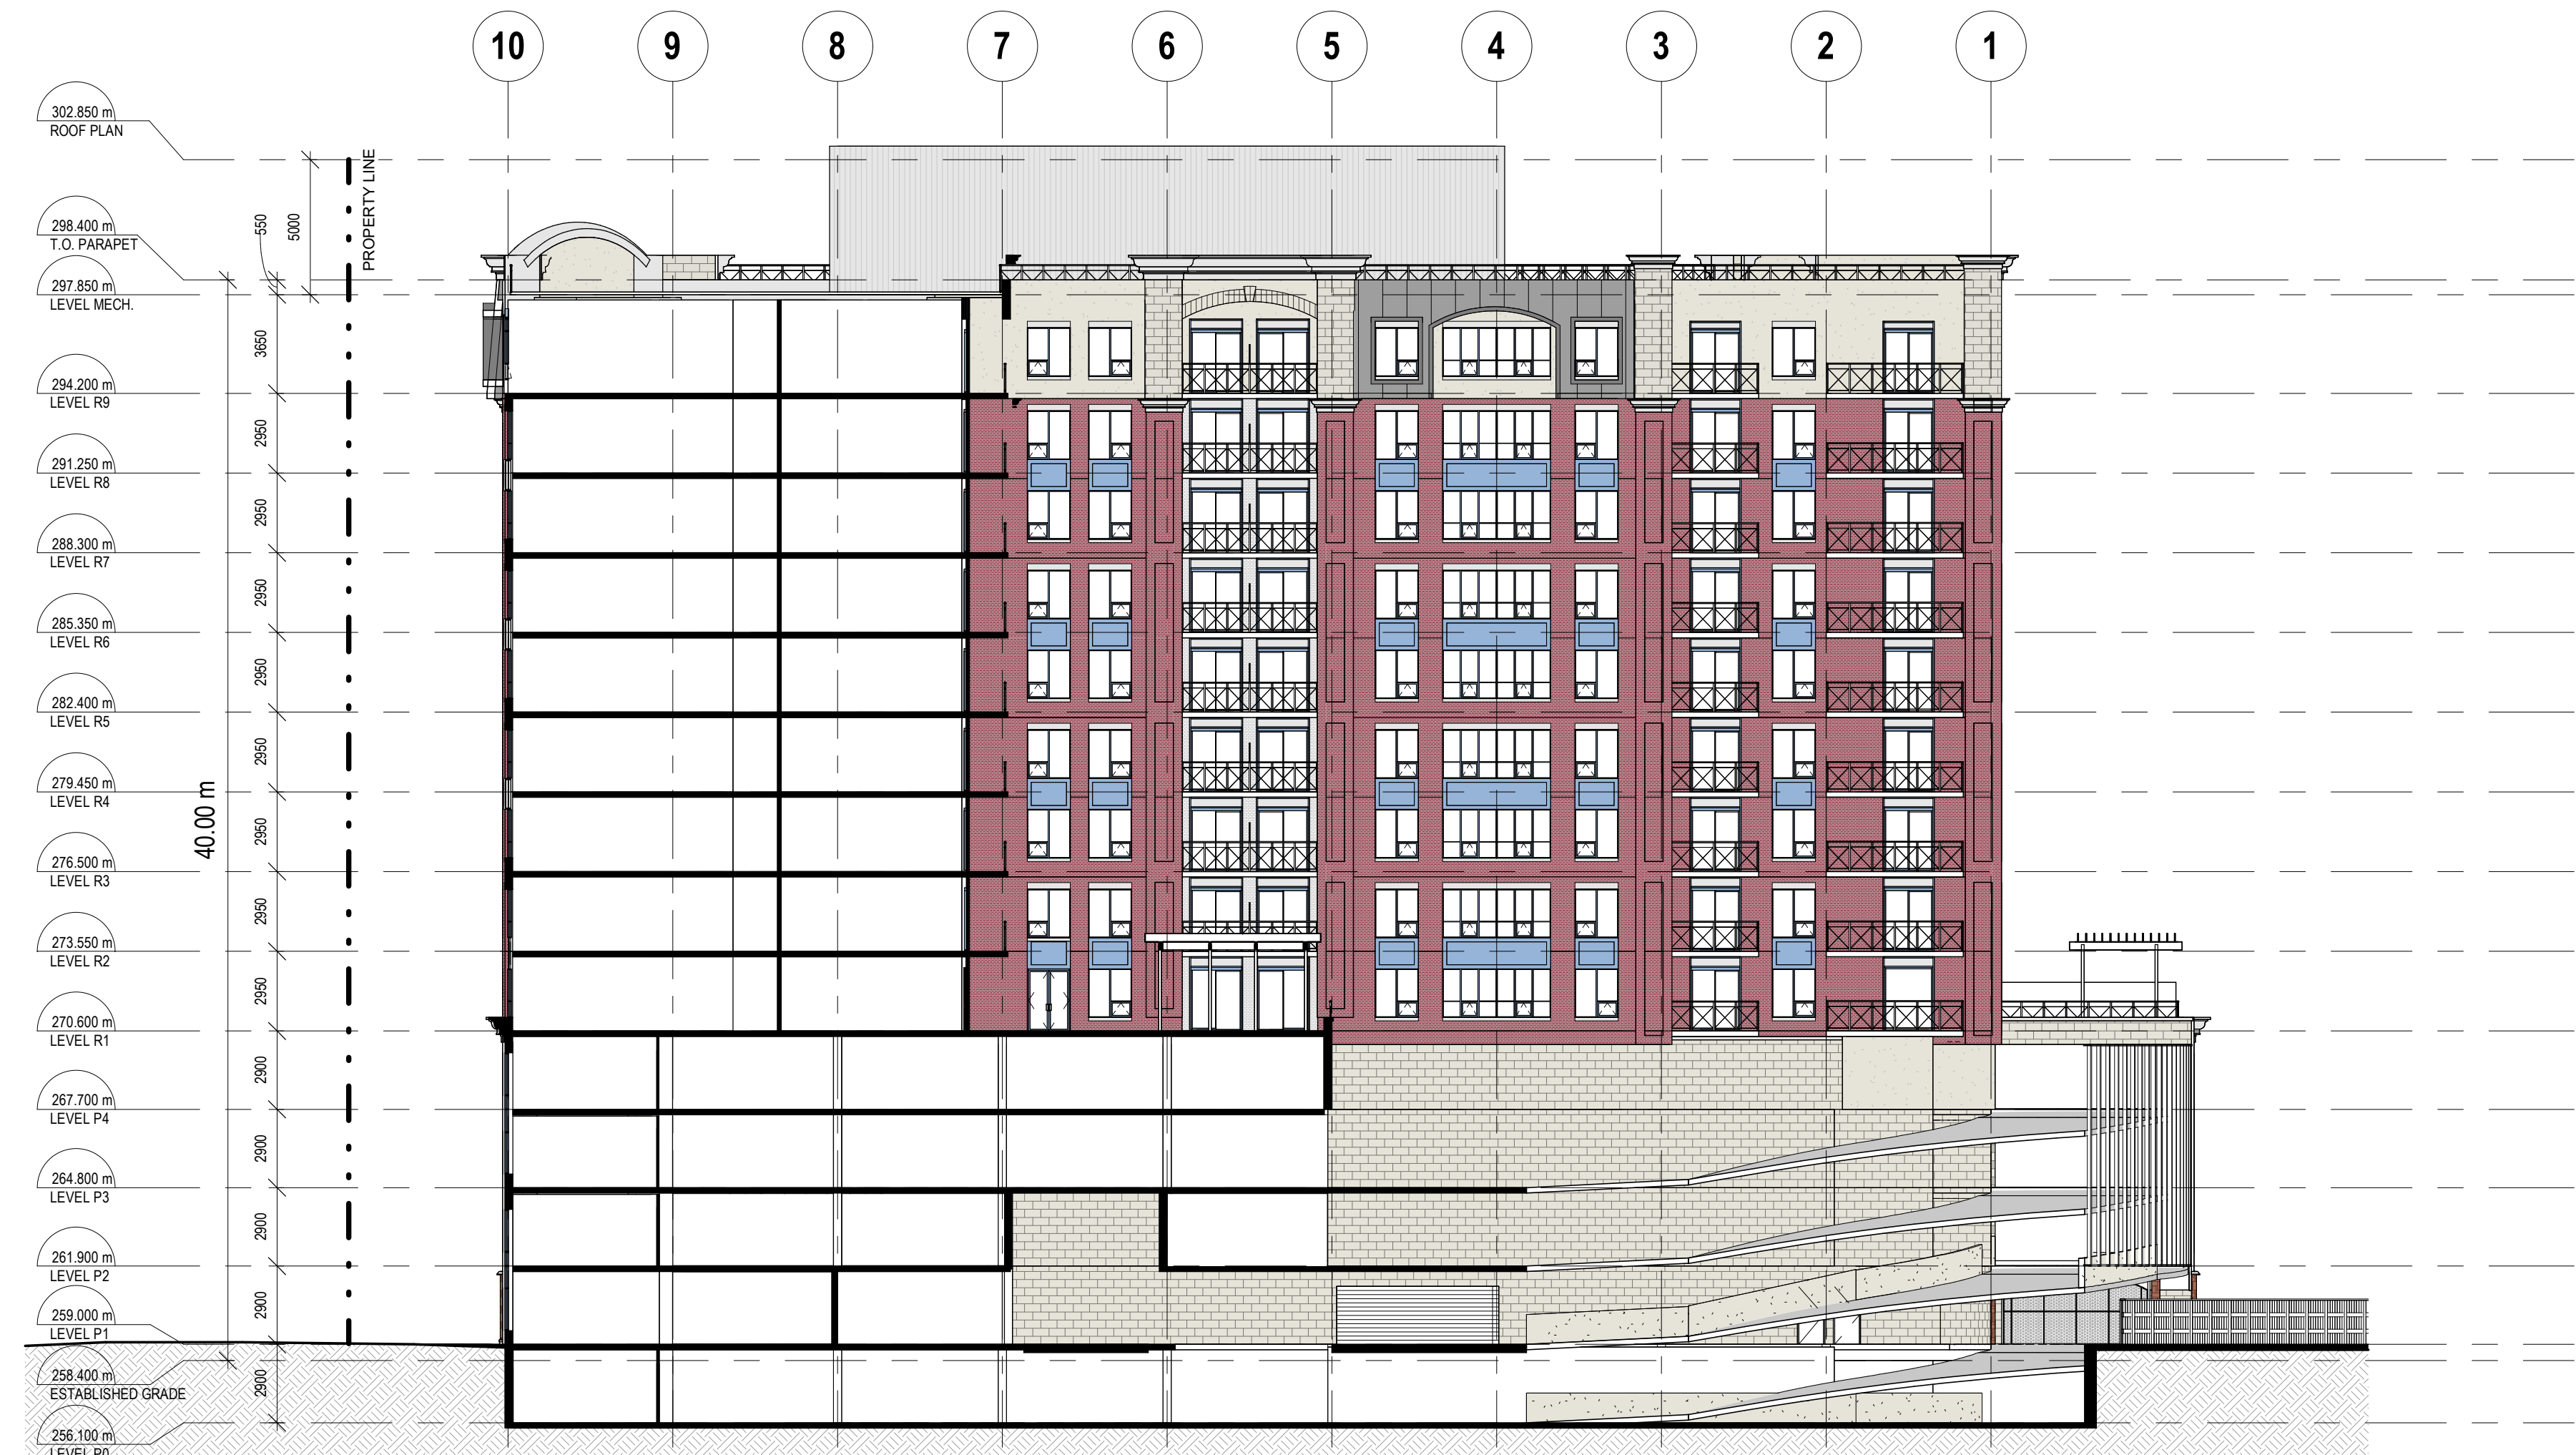 10 9 8 7 6 5 4 3 2 1
302.850 m
ROOF PLAN
PROPERTY LINE
5000
550
298.400 m
T.O. PARAPET
297.850 m
LEVEL MECH.
3650
294.200 m
LEVEL R9
2950
291.250 m
LEVEL R8
2950
288.300 m
LEVEL R7
2950
285.350 m
LEVEL R6
2950
282.400 m
LEVEL R5
2950
279.450 m
LEVEL R4
40.00 m
2950
276.500 m
LEVEL R3
2950
273.550 m
LEVEL R2
2950
270.600 m
LEVEL R1
2900
267.700 m
LEVEL P4
2900
264.800 m
LEVEL P3
2900
261.900 m
LEVEL P2
2900
259.000 m
LEVEL P1
258.400 m
ESTABLISHED GRADE
2900
256.100 m
LEVEL P0